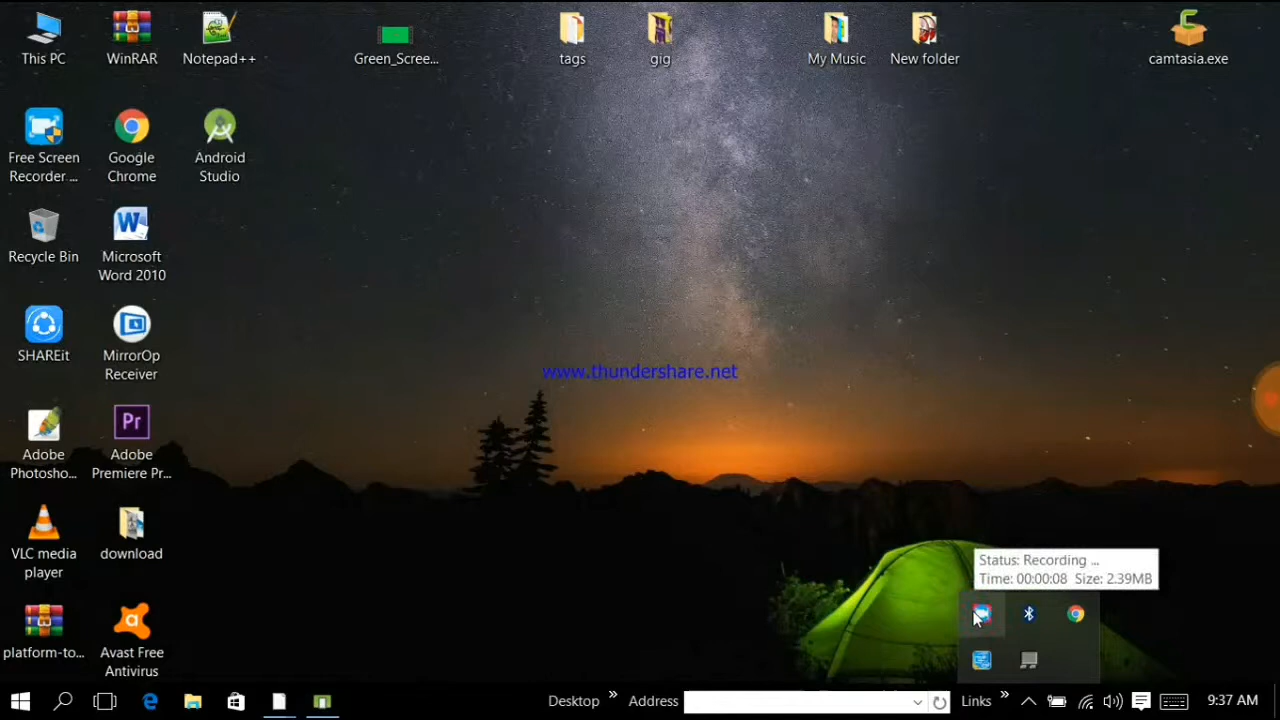 This PC
WinRAR
Notepad++
Green_Scree...
tags
gig
My Music
New folder
camtasia.exe
Free Screen
Recorder ...
Google
Chrome
Android
Studio
Recycle Bin
Microsoft
Word 2010
SHAREit
MirrorOp
Receiver
www.thundershare.net
Pr
Adobe
Photosho...
Adobe
Premiere Pr...
VLC media
player
download
Status: Recording ...
Time: 00:00:08 Size: 2.39MB
platform-to...
Avast Free
Antivirus
Desktop »
Address
Links »
9:37 AM